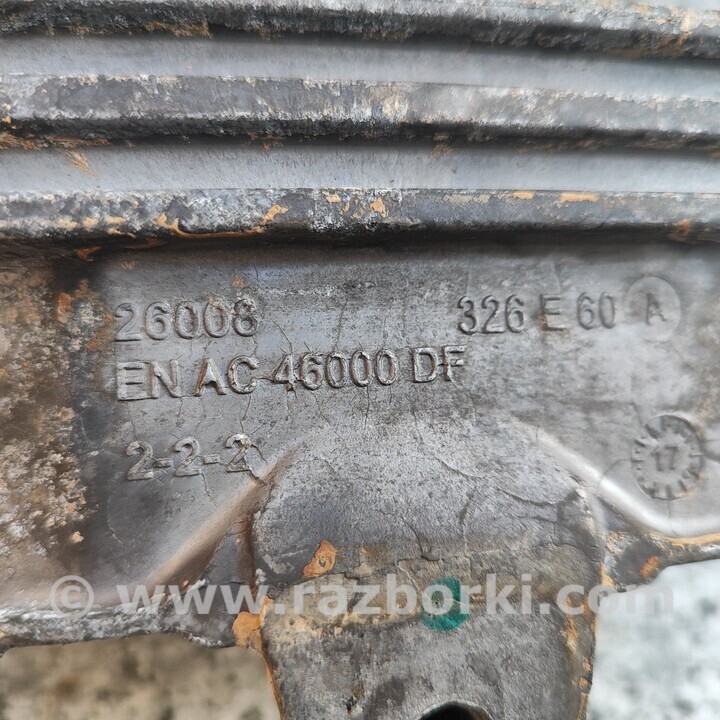 26008 326 E 60 A
EN AC-46000 DF
2-2-2
17
© www.razborki.com